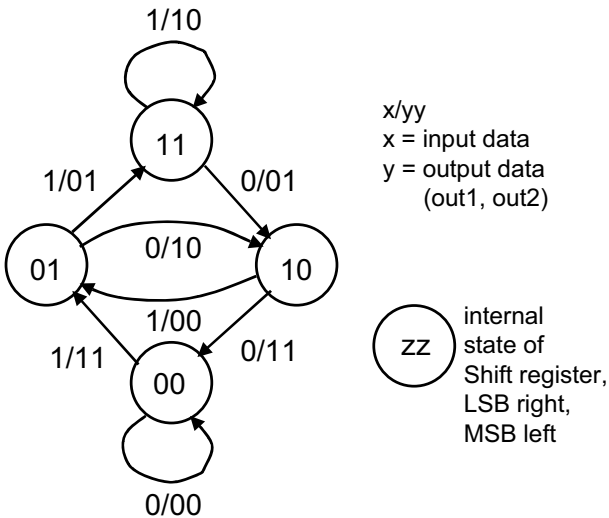 1/10
11
1/01
0/01
01
0/10
10
1/00
1/11
0/11
00
0/00
x/yy
x = input data
y = output data
(out1, out2)
zz
internal
state of
Shift register,
LSB right,
MSB left